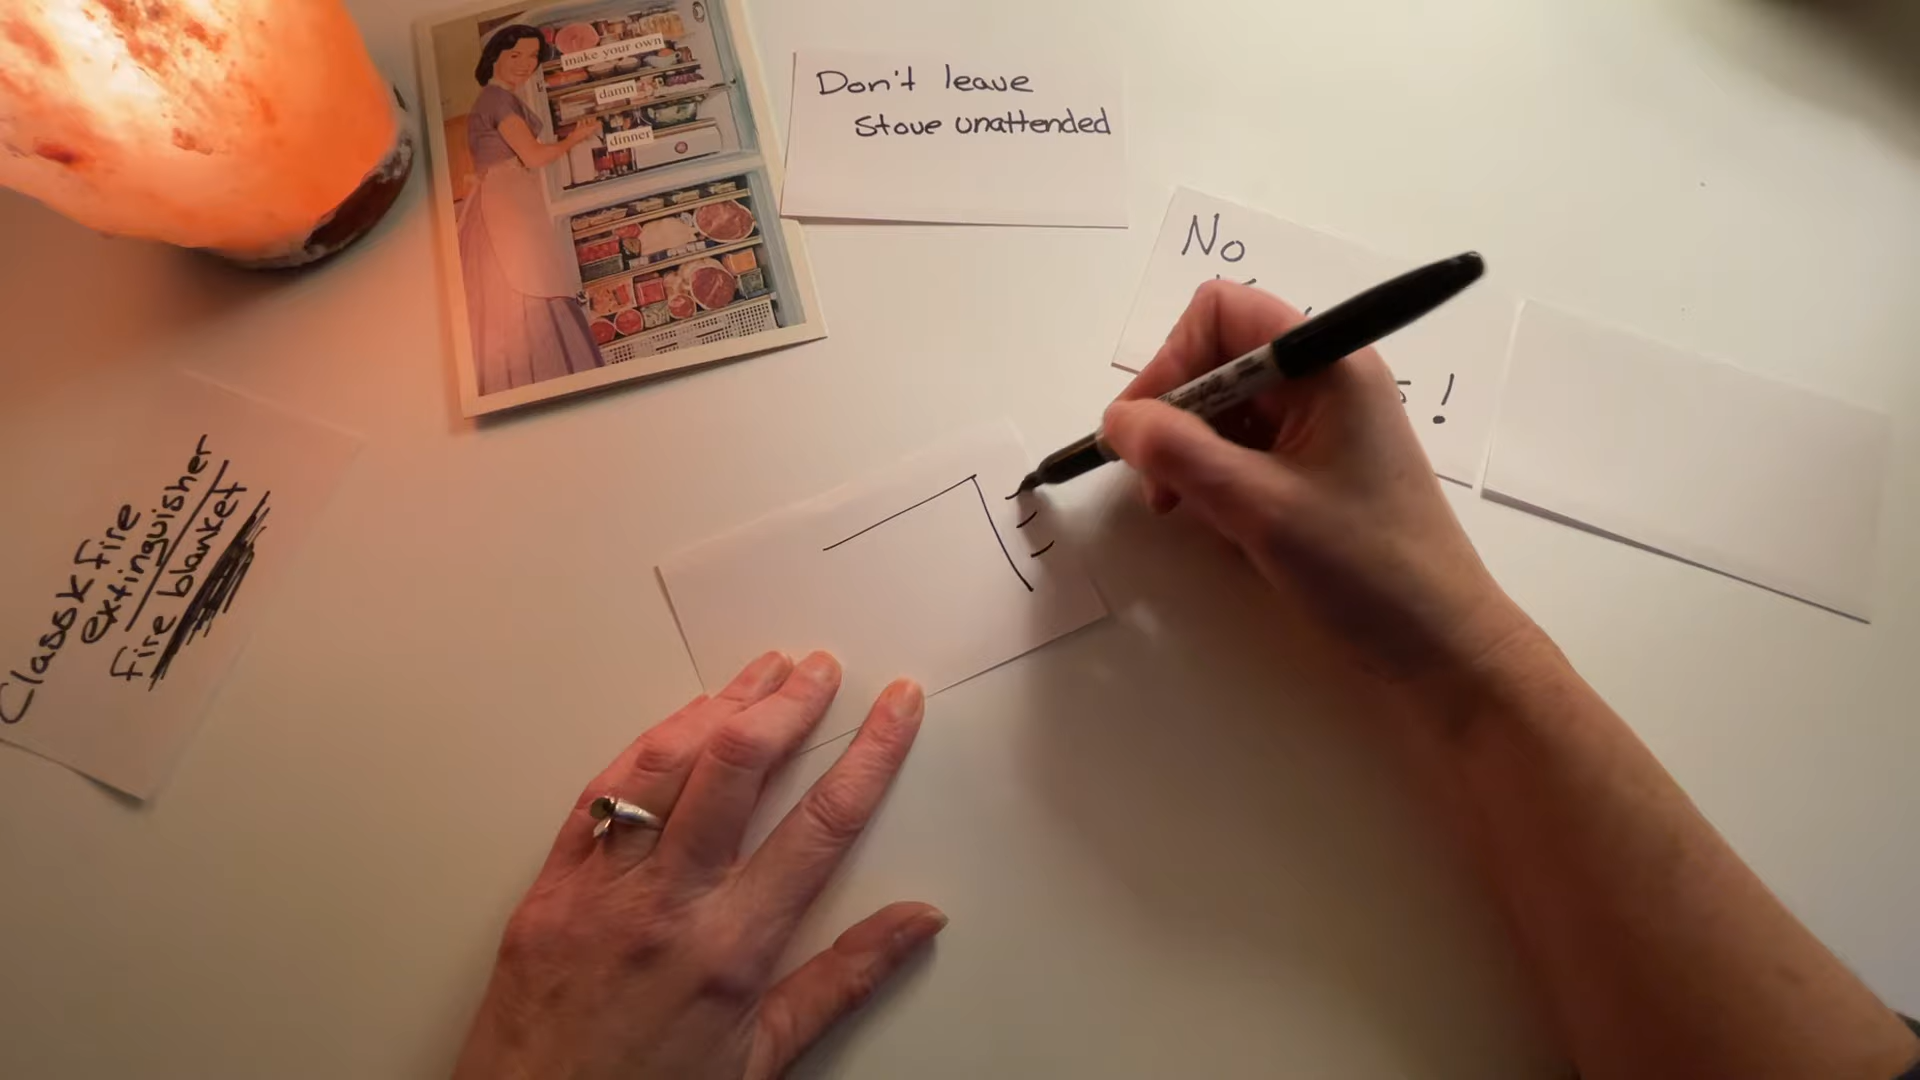 make your own
damn
dinner
Don't leave
Stove unattended
No
!
Class K fire
extinguisher
fire blanket